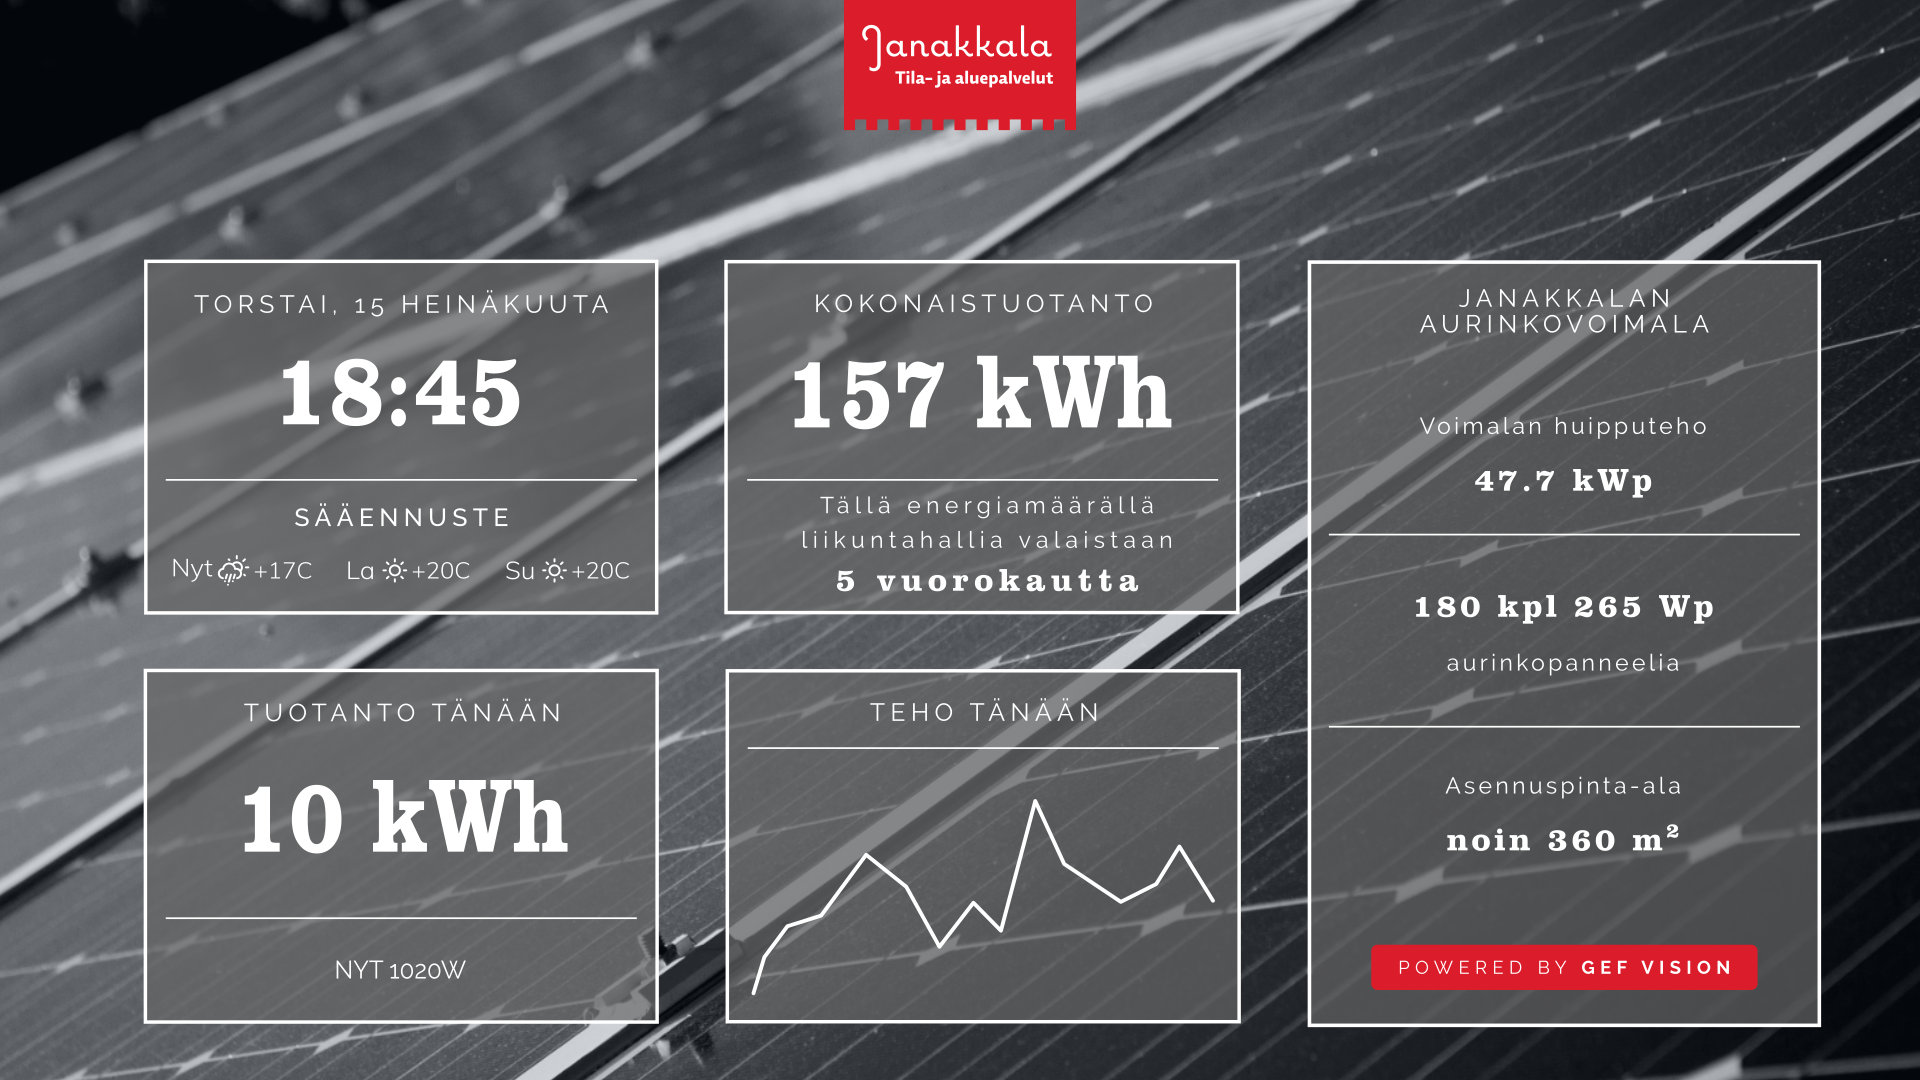 Janakkala
Tila- ja aluepalvelut
TORSTAI, 15 HEINÄKUUTA
18:45
SÄÄENNUSTE
Nyt +17C La +20C Su +20C
KOKONAISTUOTANTO
157 kWh
Tällä energiamäärällä
liikuntahallia valaistaan
5 vuorokautta
TUOTANTO TÄNÄÄN
10 kWh
NYT 1020W
TEHO TÄNÄÄN
JANAKKALAN
AURINKOVOIMALA
Voimalan huipputeho
47.7 kWp
180 kpl 265 Wp
aurinkopanneelia
Asennuspinta-ala
noin 360 m²
POWERED BY GEF VISION